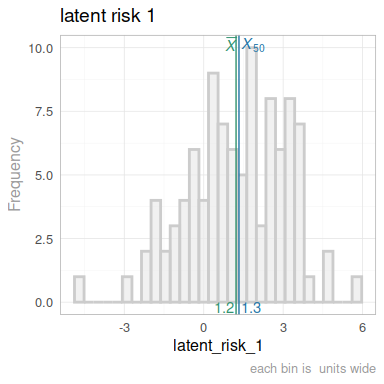 latent risk 1
X̅ X50
10.0
7.5
5.0
2.5
0.0
Frequency
1.2 1.3
-3 0 3 6
latent_risk_1
each bin is units wide